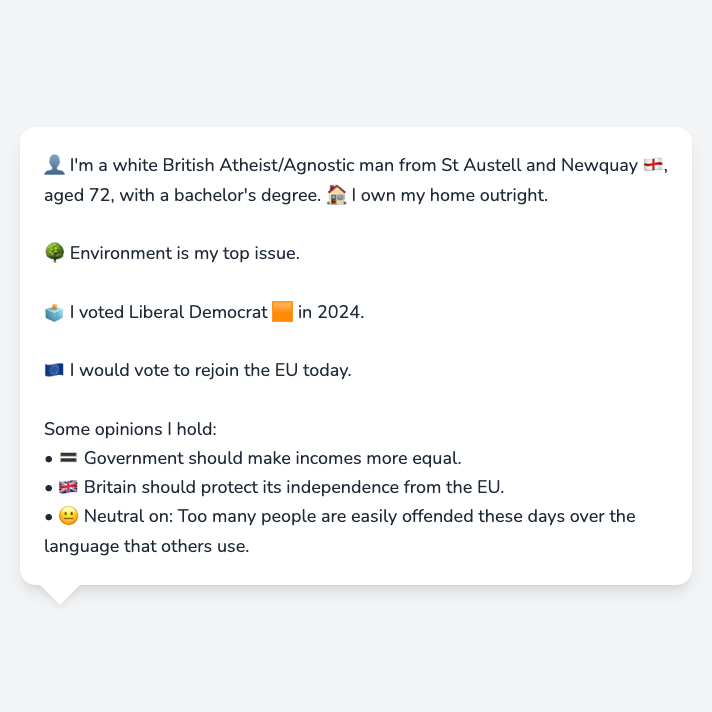 👤 I'm a white British Atheist/Agnostic man from St Austell and Newquay 🏴󠁧󠁢󠁥󠁮󠁧󠁿,
aged 72, with a bachelor's degree. 🏠 I own my home outright.
🌳 Environment is my top issue.
🗳️ I voted Liberal Democrat 🟧 in 2024.
🇪🇺 I would vote to rejoin the EU today.
Some opinions I hold:
• 🟰 Government should make incomes more equal.
• 🇬🇧 Britain should protect its independence from the EU.
• 😐 Neutral on: Too many people are easily offended these days over the
language that others use.